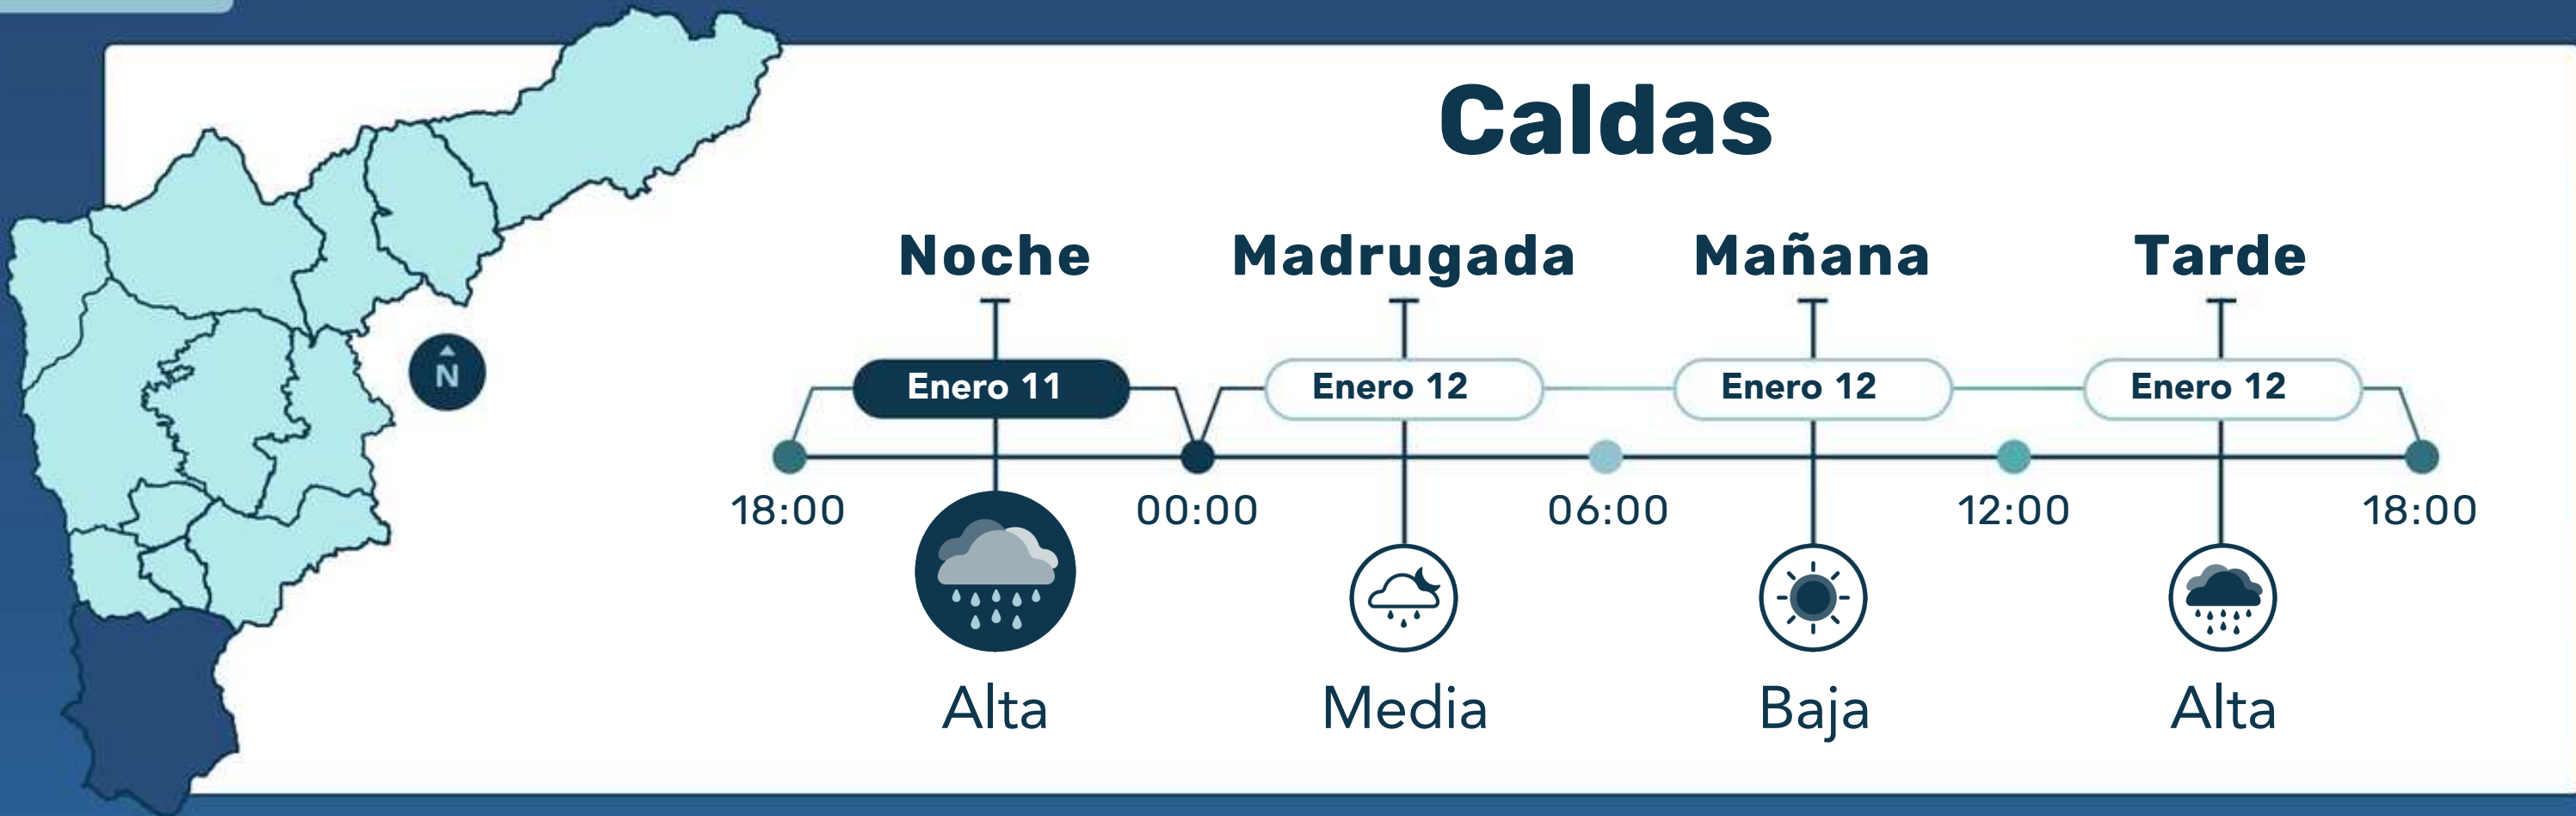 Caldas
Noche Madrugada Mañana Tarde
Enero 11 Enero 12 Enero 12 Enero 12
N
18:00 00:00 06:00 12:00 18:00
Alta Media Baja Alta